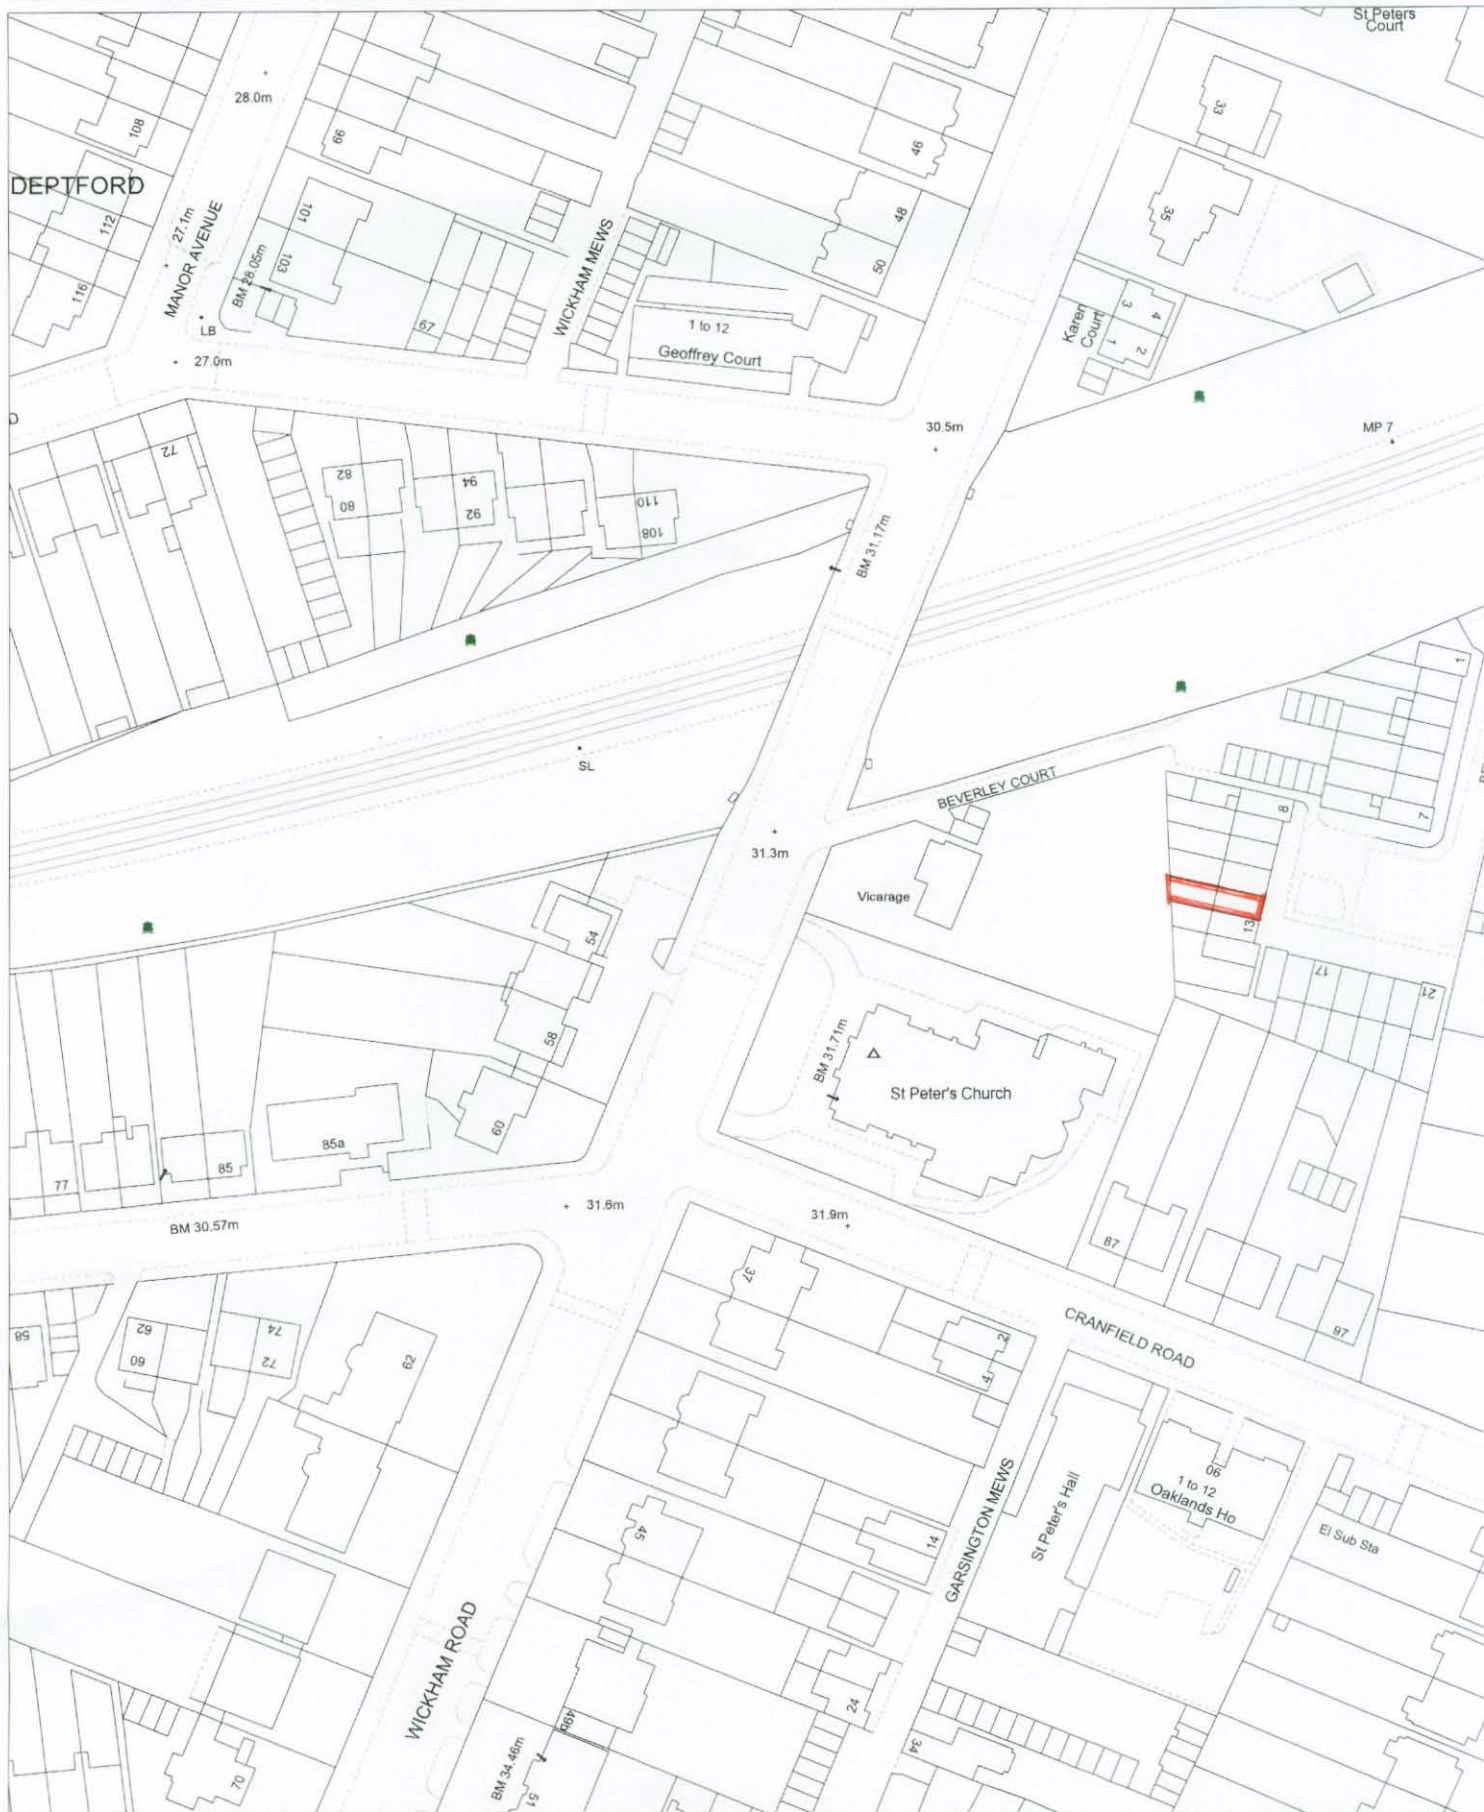 St Peters
Court
28.0m
108
99
33
46
DEPTFORD
112
27.1m
MANOR AVENUE
101
103
BM 28.05m
WICKHAM MEWS
48
50
35
116
LB
67
1 to 12
Geoffrey Court
Karen
Court
3
4
1
2
27.0m
30.5m
MP 7
72
82
80
94
92
110
108
BM 31.17m
SL
BEVERLEY COURT
1
7
8
31.3m
Vicarage
13
54
58
17
21
BM 31.71m
St Peter's Church
60
85a
85
77
31.6m
31.9m
BM 30.57m
87
97
37
CRANFIELD ROAD
58
62
60
74
72
62
2
4
45
14
GARSINGTON MEWS
St Peter's Hall
90
1 to 12
Oaklands Ho
El Sub Sta
WICKHAM ROAD
24
34
49b
BM 34.46m
51
70